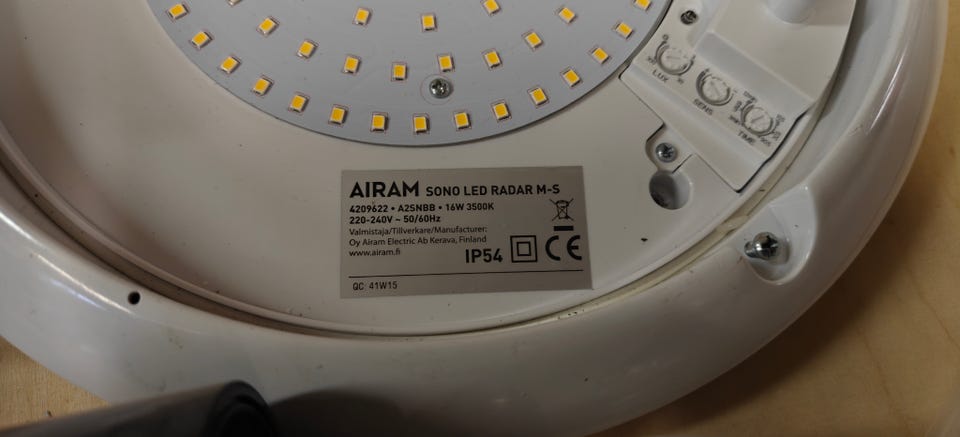 LUX
SENS
TIME
AIRAM SONO LED RADAR M-S
4209622 • A2SNBB • 16W 3500K
220-240V ~ 50/60Hz
Valmistaja/Tillverkare/Manufacturer:
Oy Airam Electric Ab Kerava, Finland
www.airam.fi
IP54 CE
QC: 41W15